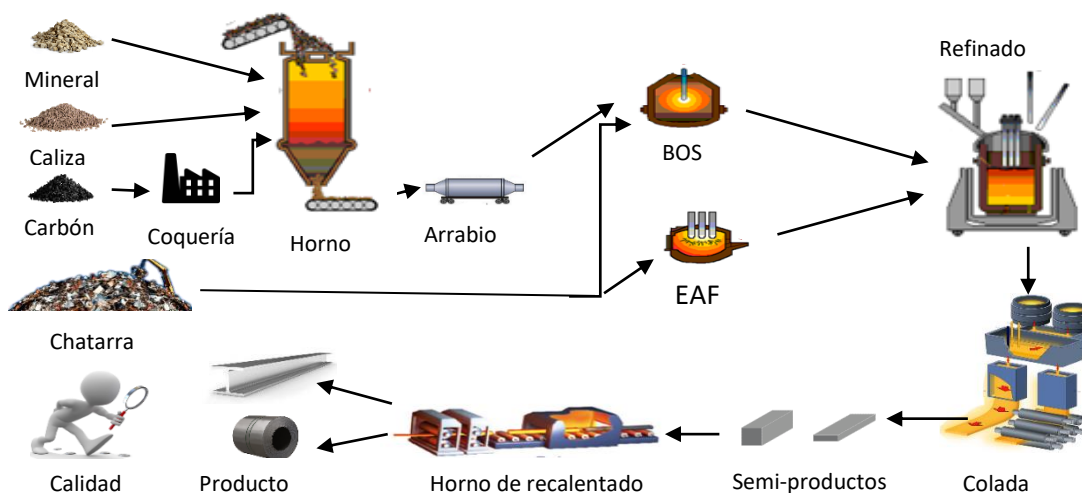 Mineral
Caliza
Carbón
Coquería
Horno
Arrabio
BOS
EAF
Refinado
Chatarra
Calidad
Producto
Horno de recalentado
Semi-productos
Colada